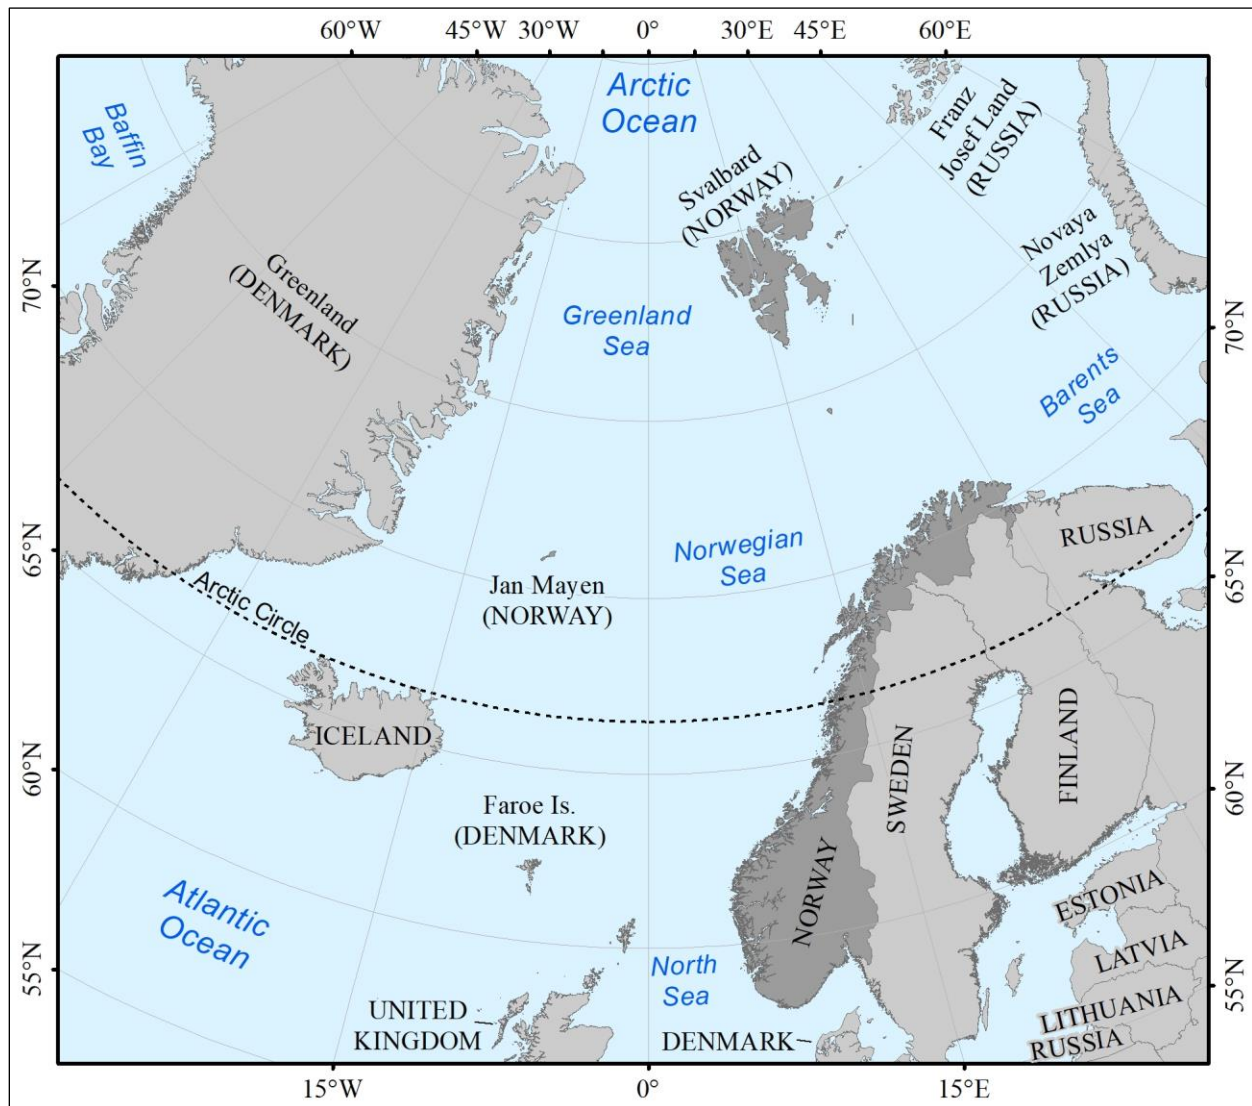 60°W
45°W
30°W
0°
30°E
45°E
60°E
Baffin
Bay
Arctic
Ocean
Franz
Josef Land
(RUSSIA)
Svalbard
(NORWAY)
Novaya
Zemlya
(RUSSIA)
Greenland
(DENMARK)
70°N
70°N
Greenland
Sea
Barents
Sea
65°N
65°N
RUSSIA
Norwegian
Sea
Jan Mayen
(NORWAY)
Arctic Circle
ICELAND
SWEDEN
FINLAND
60°N
60°N
Faroe Is.
(DENMARK)
NORWAY
ESTONIA
Atlantic
Ocean
LATVIA
55°N
55°N
North
Sea
UNITED
KINGDOM
DENMARK
LITHUANIA
RUSSIA
15°W
0°
15°E